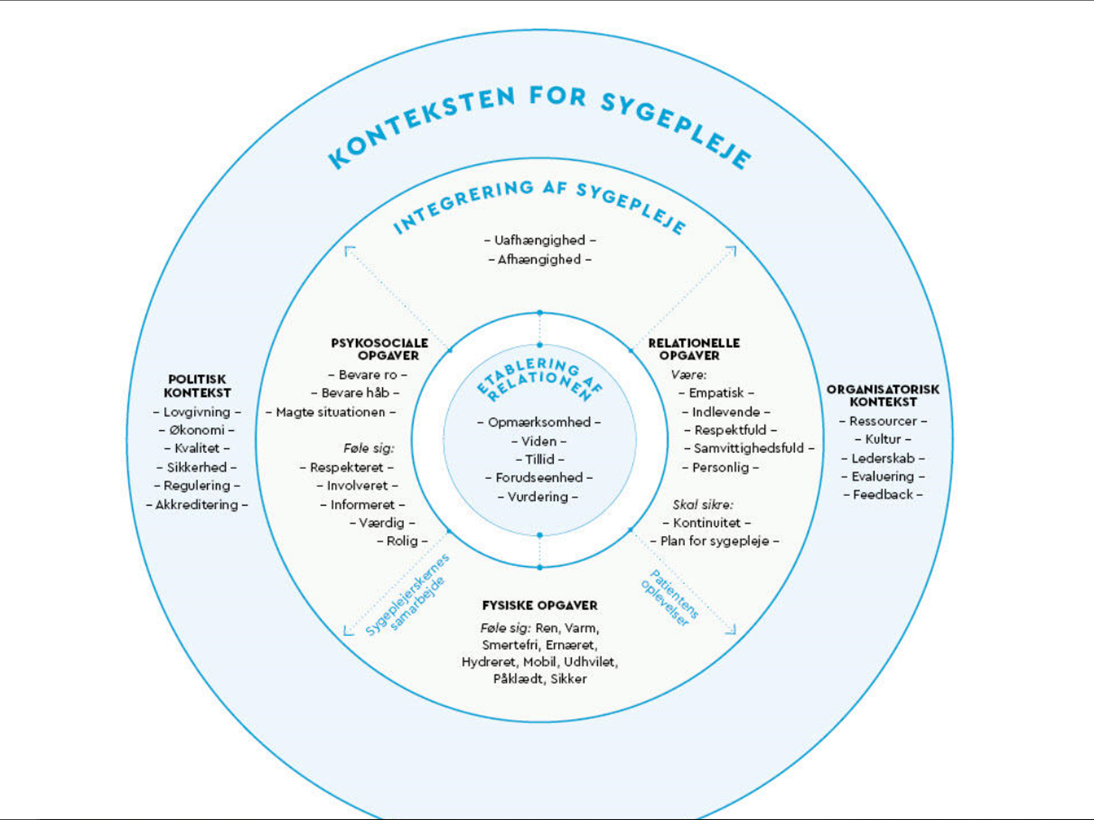 KONTEKSTEN FOR SYGEPLEJE
INTEGRERING AF SYGEPLEJE
– Uafhængighed –
– Afhængighed –
POLITISK
KONTEKST
– Lovgivning –
– Økonomi –
– Kvalitet –
– Sikkerhed –
– Regulering –
– Akkreditering –
PSYKOSOCIALE
OPGAVER
– Bevare ro –
– Bevare håb –
– Magte situationen –
Føle sig:
– Respekteret –
– Involveret –
– Informeret –
– Værdig –
– Rolig –
ETABLERING AF
RELATIONEN
– Opmærksomhed –
– Viden –
– Tillid –
– Forudseenhed –
– Vurdering –
RELATIONELLE
OPGAVER
Være:
– Empatisk –
– Indlevende –
– Respektfuld –
– Samvittighedsfuld –
– Personlig –
Skal sikre:
– Kontinuitet –
– Plan for sygepleje –
ORGANISATORISK
KONTEKST
– Ressourcer –
– Kultur –
– Lederskab –
– Evaluering –
– Feedback –
Sygeplejerskernes
samarbejde
Patientens
oplevelser
FYSISKE OPGAVER
Føle sig: Ren, Varm,
Smertefri, Ernæret,
Hydreret, Mobil, Udhvilet,
Påklædt, Sikker